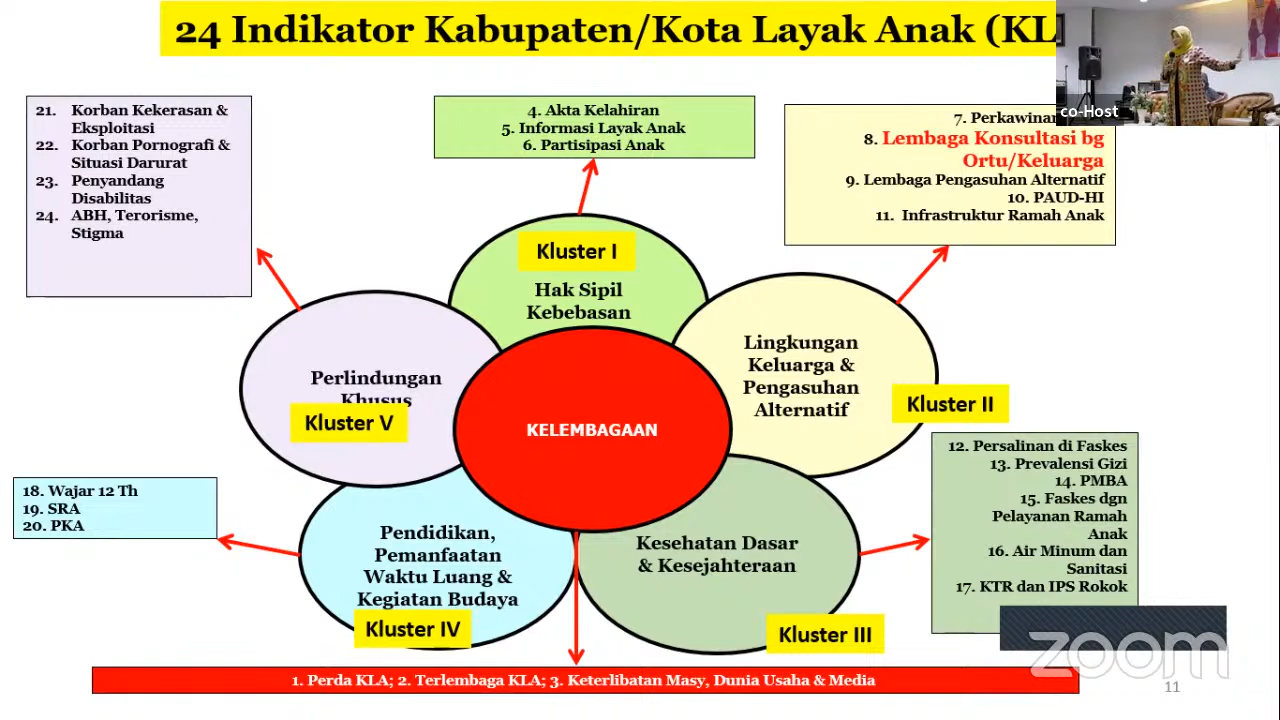 24 Indikator Kabupaten/Kota Layak Anak (KL
co-Host
21. Korban Kekerasan &
Eksploitasi
22. Korban Pornografi &
Situasi Darurat
23. Penyandang
Disabilitas
24. ABH, Terorisme,
Stigma
4. Akta Kelahiran
5. Informasi Layak Anak
6. Partisipasi Anak
7. Perkawinan
8. Lembaga Konsultasi bg
Ortu/Keluarga
9. Lembaga Pengasuhan Alternatif
10. PAUD-HI
11. Infrastruktur Ramah Anak
Kluster I
Hak Sipil
Kebebasan
Lingkungan
Keluarga &
Pengasuhan
Alternatif
Kluster II
Perlindungan
Khusus
Kluster V
KELEMBAGAAN
12. Persalinan di Faskes
13. Prevalensi Gizi
14. PMBA
15. Faskes dgn
Pelayanan Ramah
Anak
16. Air Minum dan
Sanitasi
17. KTR dan IPS Rokok
18. Wajar 12 Th
19. SRA
20. PKA
Pendidikan,
Pemanfaatan
Waktu Luang &
Kegiatan Budaya
Kluster IV
Kesehatan Dasar
& Kesejahteraan
Kluster III
1. Perda KLA; 2. Terlembaga KLA; 3. Keterlibatan Masy, Dunia Usaha & Media
zoom
11